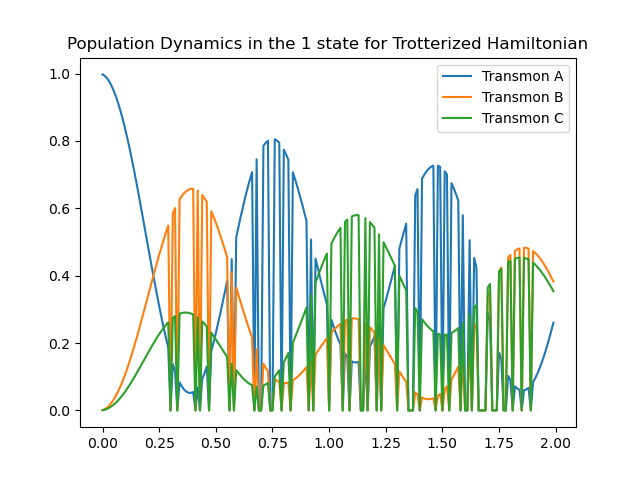 Population Dynamics in the 1 state for Trotterized Hamiltonian
Transmon A
Transmon B
Transmon C
1.0
0.8
0.6
0.4
0.2
0.0
0.00 0.25 0.50 0.75 1.00 1.25 1.50 1.75 2.00